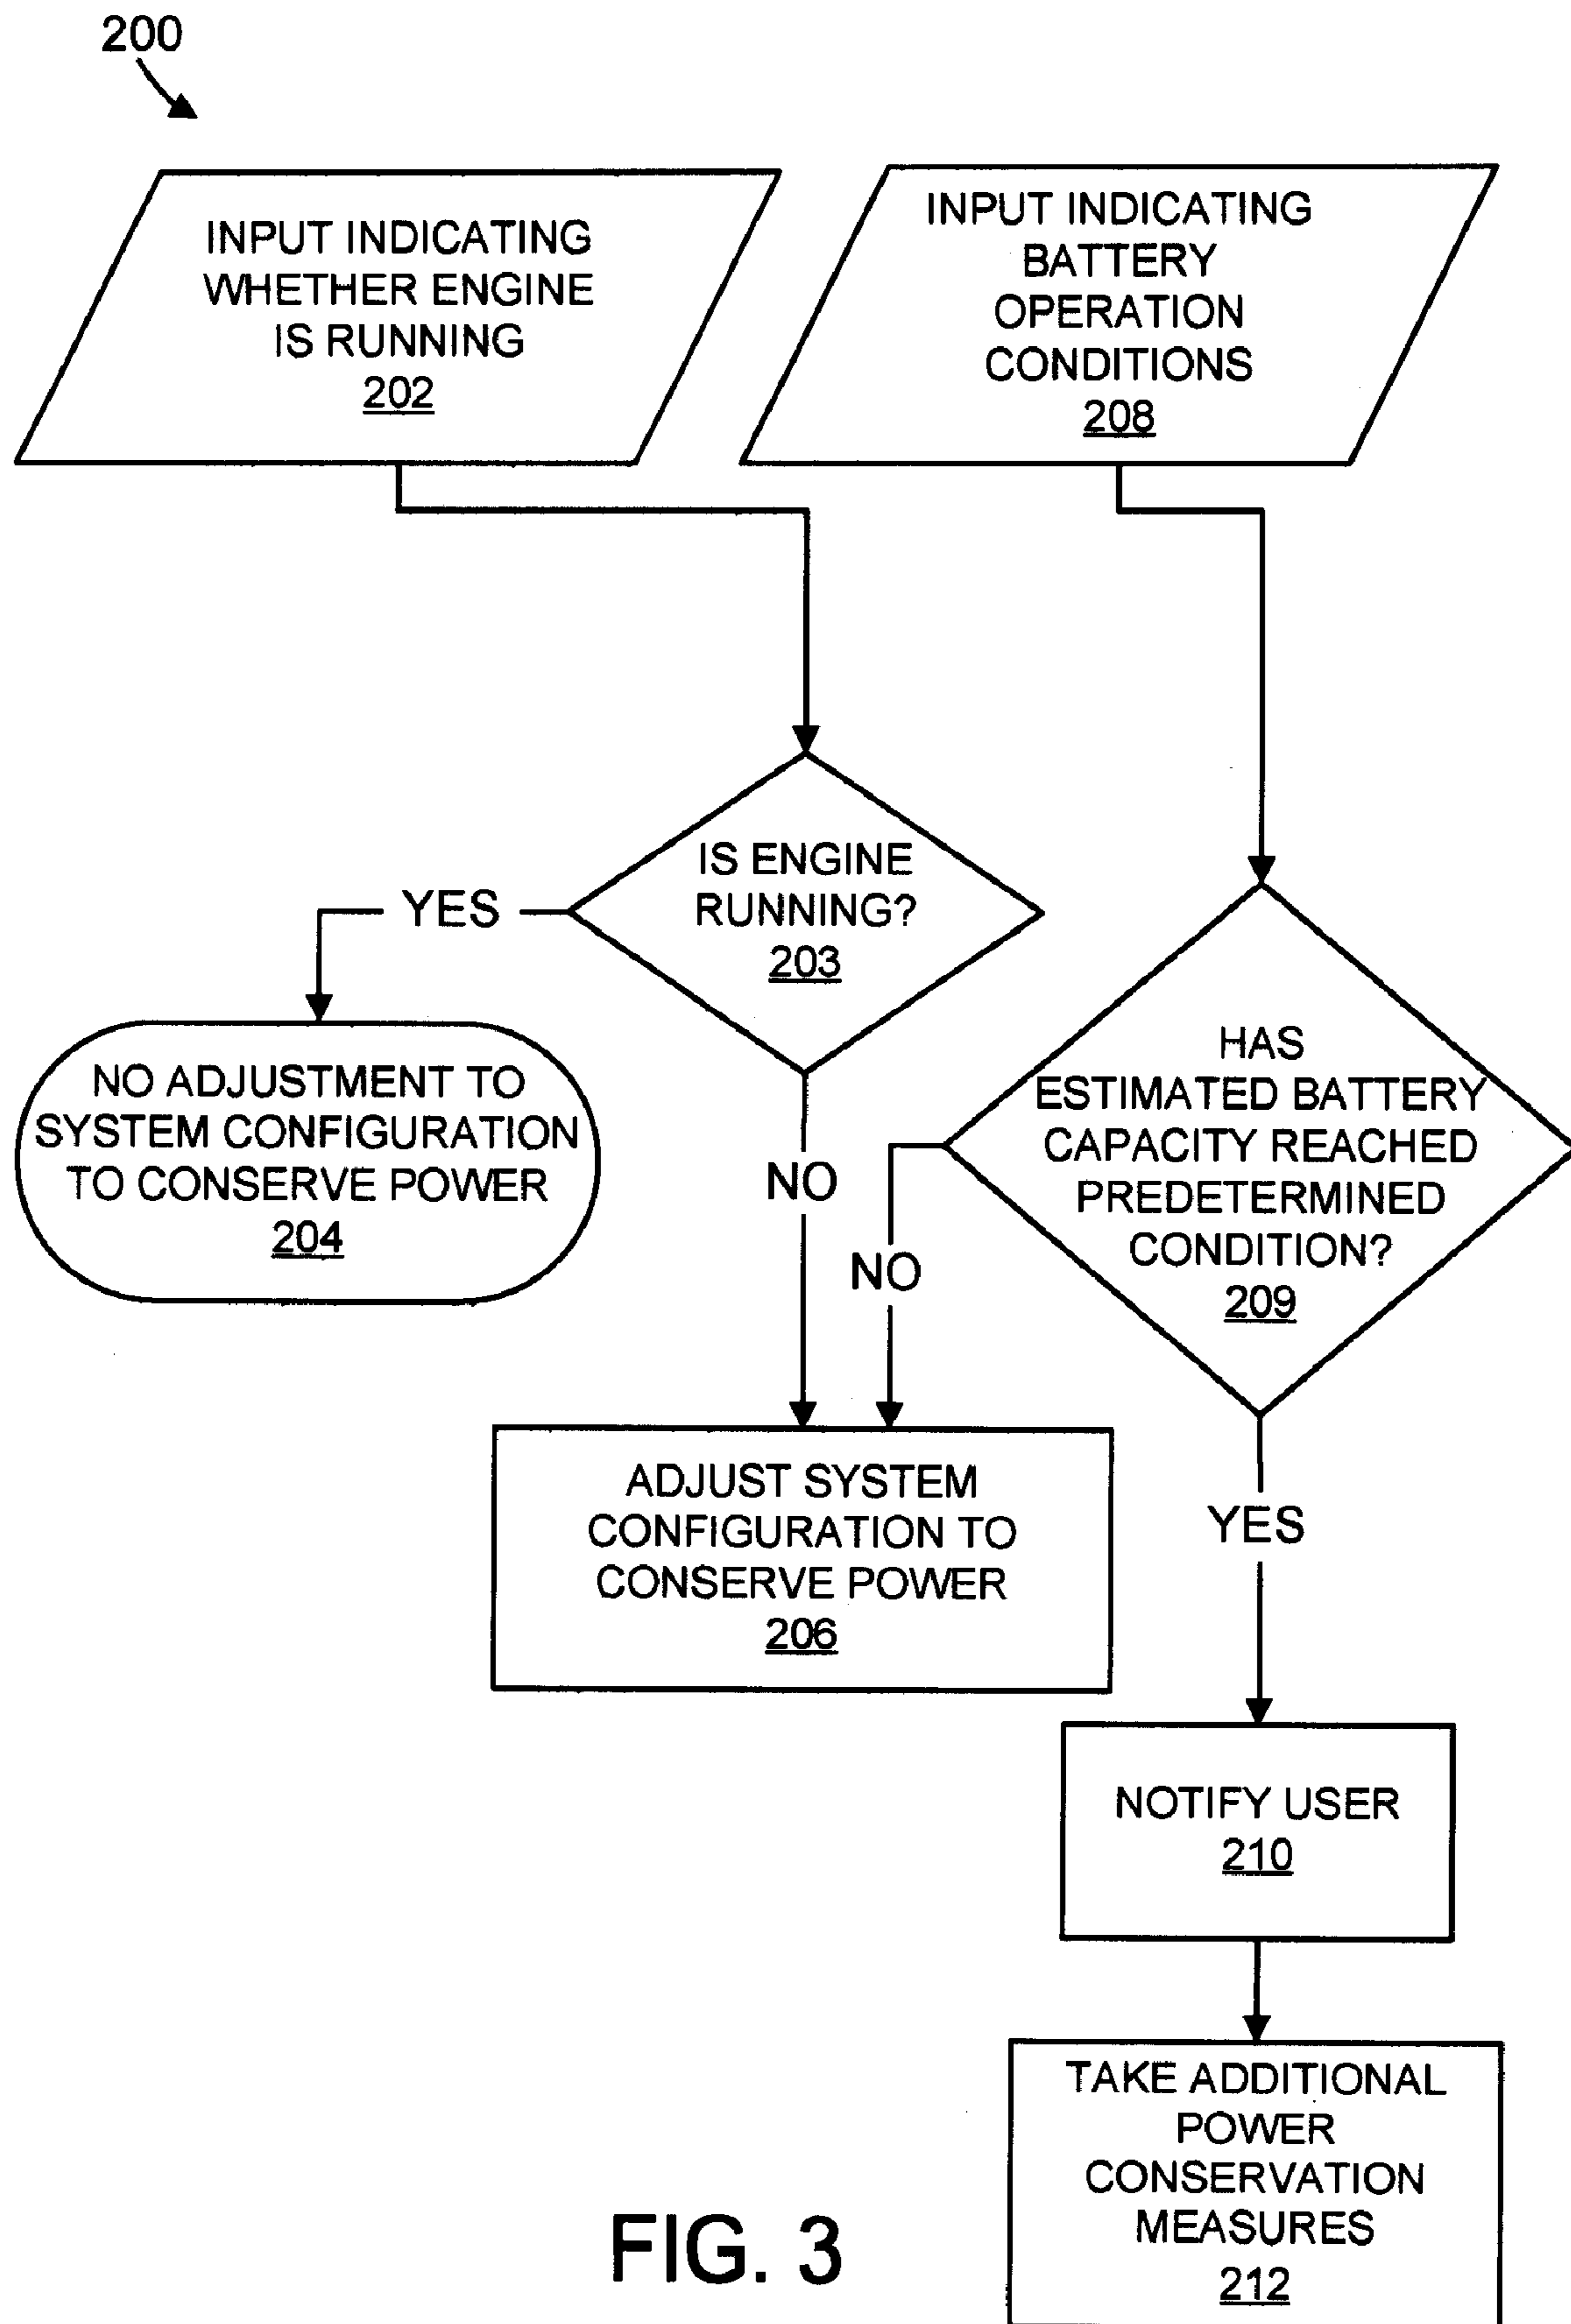 200
INPUT INDICATING
WHETHER ENGINE
IS RUNNING
202
INPUT INDICATING
BATTERY
OPERATION
CONDITIONS
208
IS ENGINE
RUNNING?
203
YES
NO ADJUSTMENT TO
SYSTEM CONFIGURATION
TO CONSERVE POWER
204
NO
HAS
ESTIMATED BATTERY
CAPACITY REACHED
PREDETERMINED
CONDITION?
209
NO
ADJUST SYSTEM
CONFIGURATION TO
CONSERVE POWER
206
YES
NOTIFY USER
210
TAKE ADDITIONAL
POWER
CONSERVATION
MEASURES
212
FIG. 3